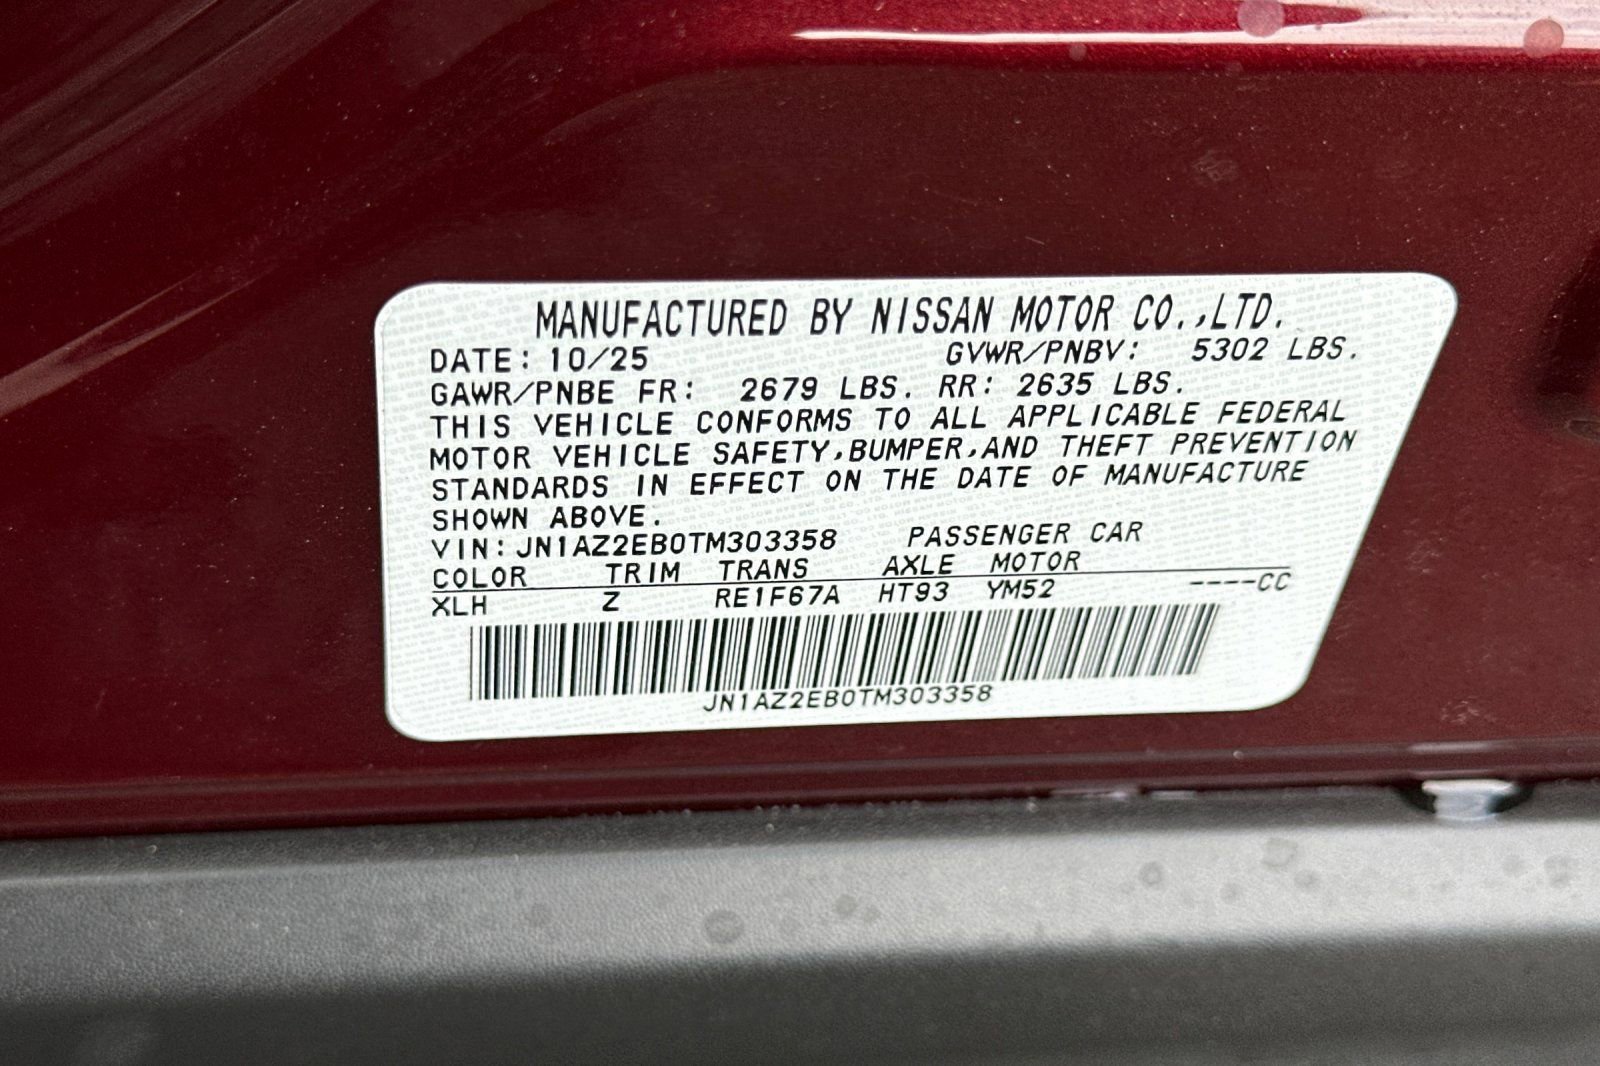 MANUFACTURED BY NISSAN MOTOR CO.,LTD.
DATE: 10/25 GVWR/PNBV: 5302 LBS.
GAWR/PNBE FR: 2679 LBS. RR: 2635 LBS.
THIS VEHICLE CONFORMS TO ALL APPLICABLE FEDERAL
MOTOR VEHICLE SAFETY,BUMPER,AND THEFT PREVENTION
STANDARDS IN EFFECT ON THE DATE OF MANUFACTURE
SHOWN ABOVE.
VIN:JN1AZ2EB0TM303358 PASSENGER CAR
COLOR TRIM TRANS AXLE MOTOR
XLH Z RE1F67A HT93 YM52 ----CC
JN1AZ2EB0TM303358